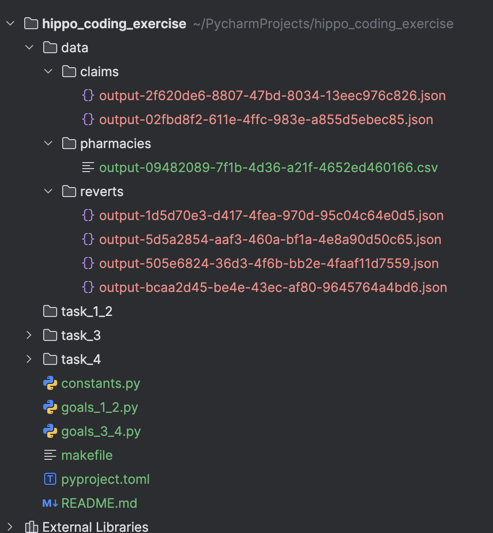 hippo_coding_exercise ~/PycharmProjects/hippo_coding_exercise
data
claims
output-2f620de6-8807-47bd-8034-13eec976c826.json
output-02fbd8f2-611e-4ffc-983e-a855d5ebec85.json
pharmacies
output-09482089-7f1b-4d36-a21f-4652ed460166.csv
reverts
output-1d5d70e3-d417-4fea-970d-95c04c64e0d5.json
output-5d5a2854-aaf3-460a-bf1a-4e8a90d50c65.json
output-505e6824-36d3-4f6b-bb2e-4faaf11d7559.json
output-bcaa2d45-be4e-43ec-af80-9645764a4bd6.json
task_1_2
task_3
task_4
constants.py
goals_1_2.py
goals_3_4.py
makefile
pyproject.toml
README.md
External Libraries